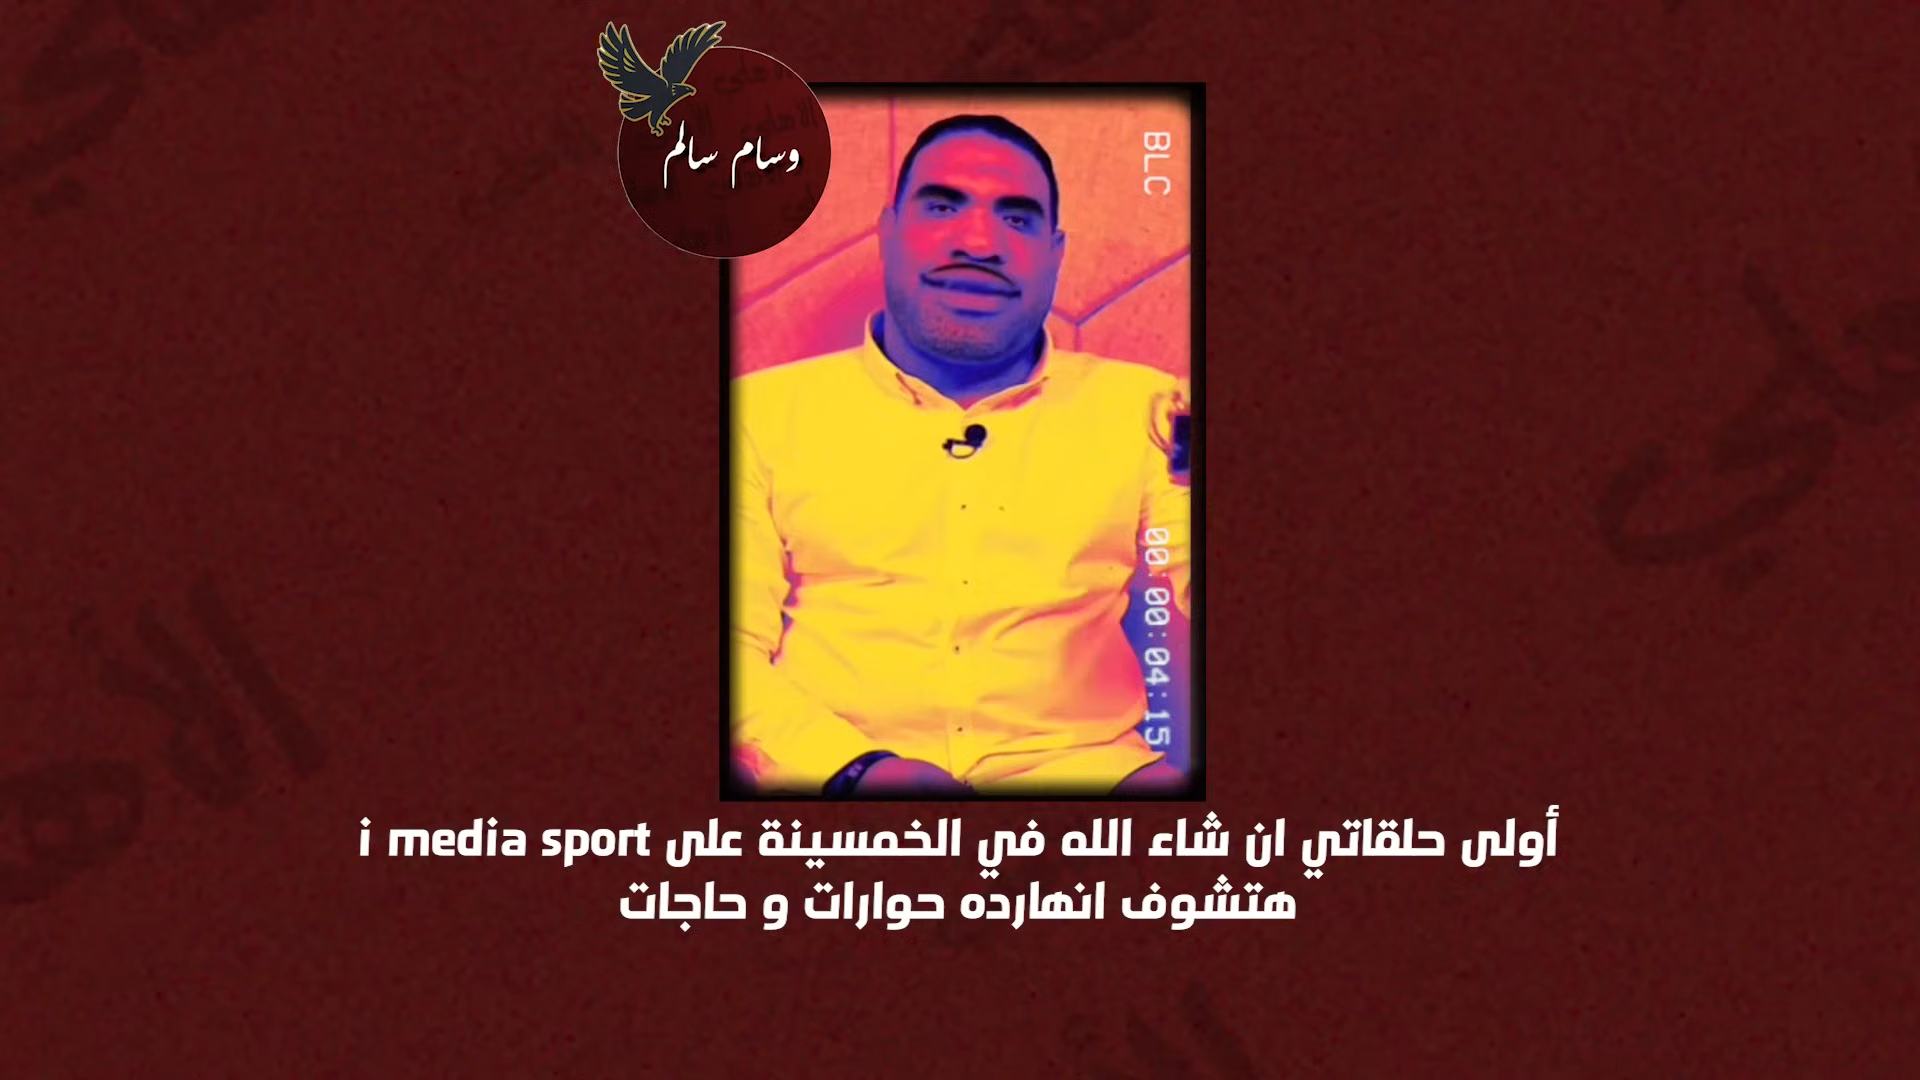 وسام سالم
BLC
00:00:04:15
أولى حلقاتي ان شاء الله في الخمسينة على i media sport
هتشوف انهارده حوارات و حاجات